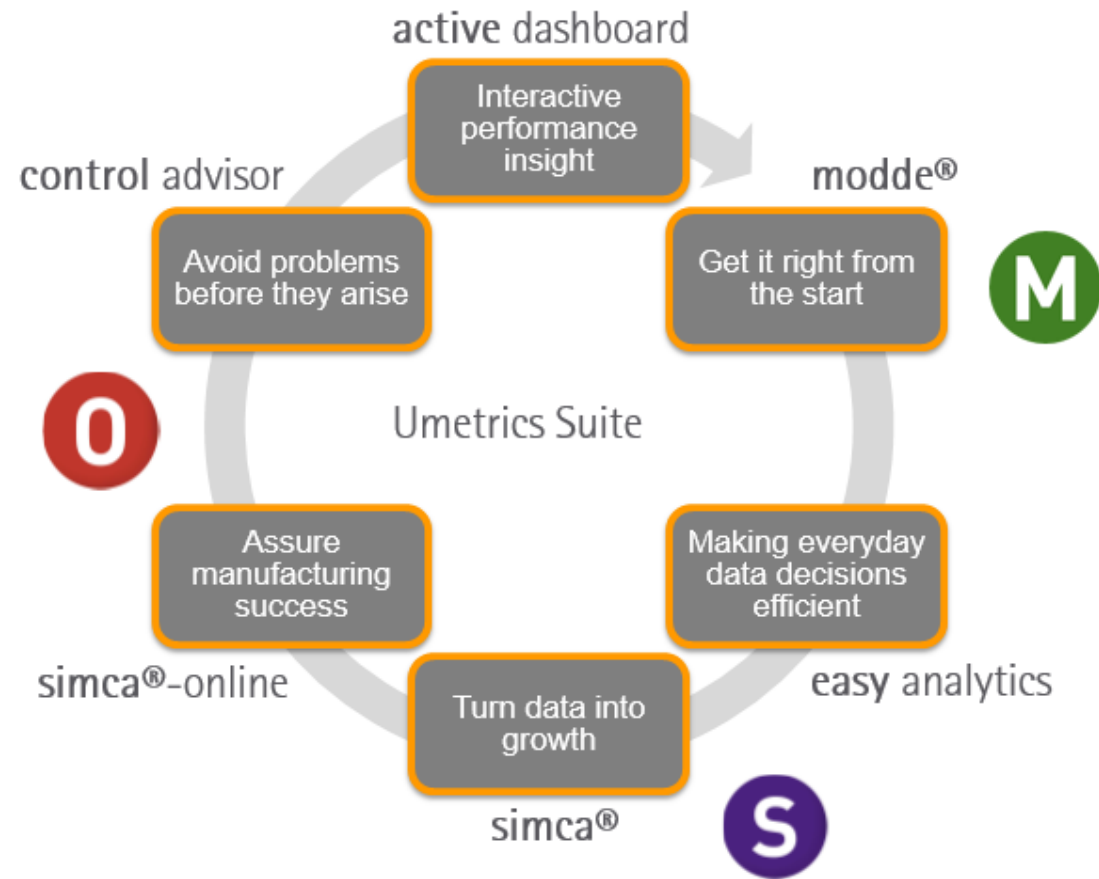 active dashboard
Interactive
performance
insight
control advisor
modde®
Avoid problems
before they arise
Get it right from
the start
M
O
Umetrics Suite
Assure
manufacturing
success
Making everyday
data decisions
efficient
simca®-online
easy analytics
Turn data into
growth
simca®
S